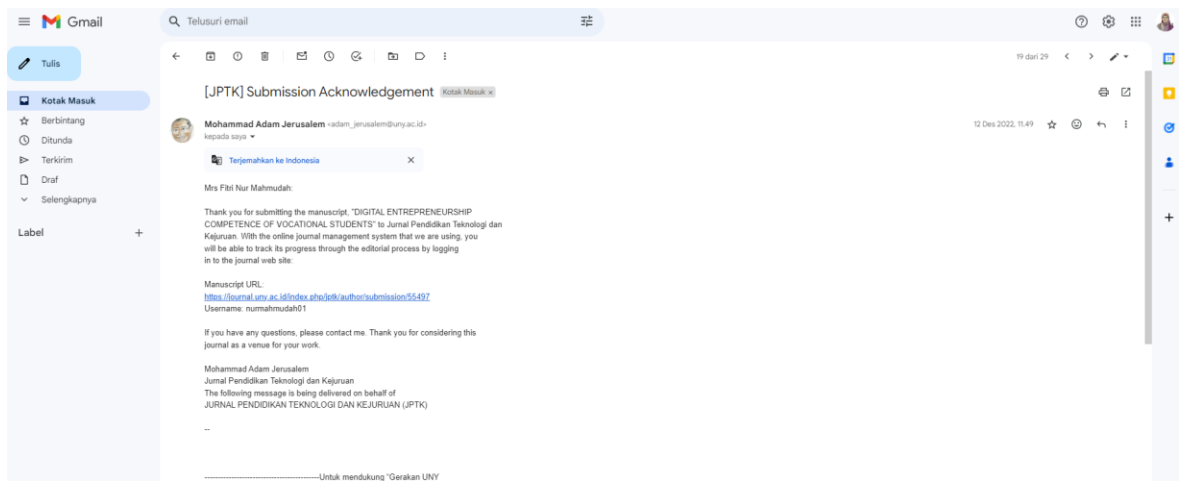 Gmail
Telusuri email
Tulis
19 dari 29
Kotak Masuk
Berbintang
Ditunda
Terkirim
Draf
Selengkapnya
Label
[JPTK] Submission Acknowledgement Kotak Masuk x
Mohammad Adam Jerusalem <adam_jerusalem@uny.ac.id>
12 Des 2022, 11.49
kepada saya
Terjemahkan ke Indonesia
Mrs Fitri Nur Mahmudah:
Thank you for submitting the manuscript, "DIGITAL ENTREPRENEURSHIP
COMPETENCE OF VOCATIONAL STUDENTS" to Jurnal Pendidikan Teknologi dan
Kejuruan. With the online journal management system that we are using, you
will be able to track its progress through the editorial process by logging
in to the journal web site:
Manuscript URL:
https://journal.uny.ac.id/index.php/jptk/author/submission/55497
Username: nurmahmudah01
If you have any questions, please contact me. Thank you for considering this
journal as a venue for your work.
Mohammad Adam Jerusalem
Jurnal Pendidikan Teknologi dan Kejuruan
The following message is being delivered on behalf of
JURNAL PENDIDIKAN TEKNOLOGI DAN KEJURUAN (JPTK)
--
------------------------------------------Untuk mendukung "Gerakan UNY